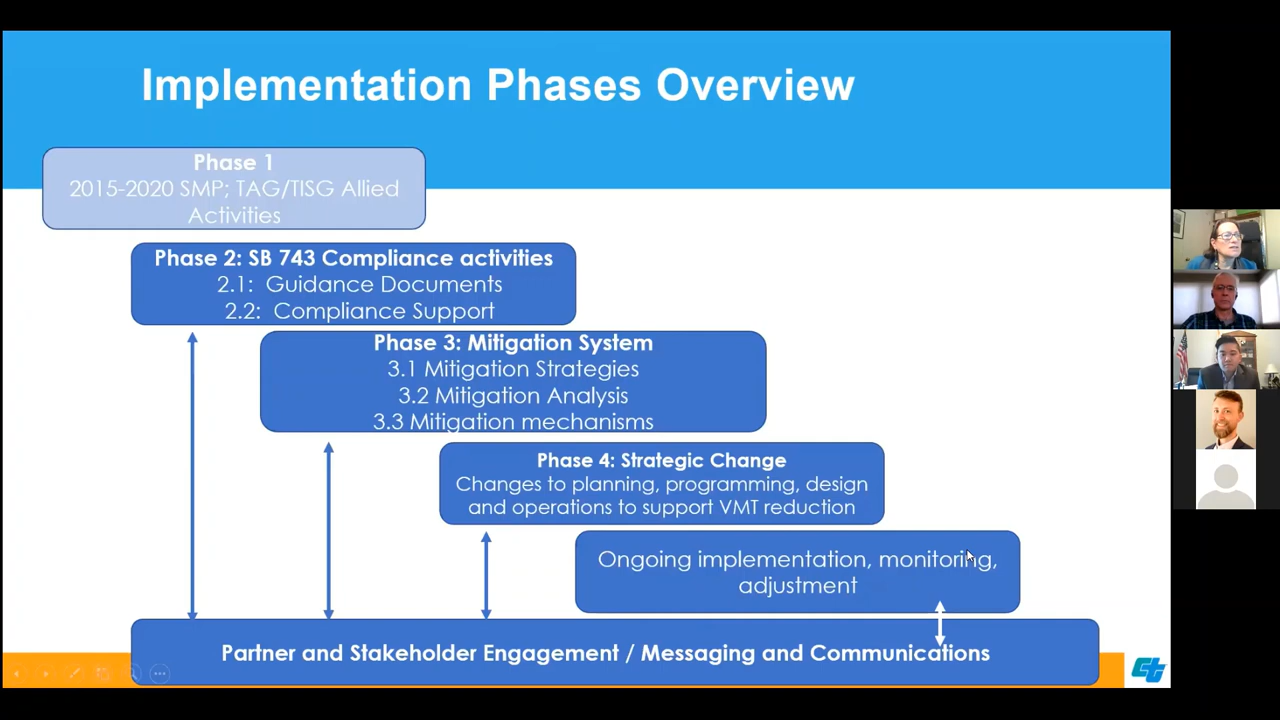 Implementation Phases Overview
Phase 1
2015-2020 SMP; TAG/TISG Allied
Activities
Phase 2: SB 743 Compliance activities
2.1: Guidance Documents
2.2: Compliance Support
Phase 3: Mitigation System
3.1 Mitigation Strategies
3.2 Mitigation Analysis
3.3 Mitigation mechanisms
Phase 4: Strategic Change
Changes to planning, programming, design
and operations to support VMT reduction
Ongoing implementation, monitoring,
adjustment
Partner and Stakeholder Engagement / Messaging and Communications
ct